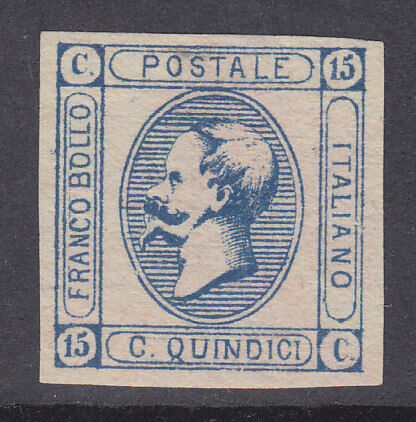 C. POSTALE 15
FRANCO BOLLO
ITALIANO
15 C. QUINDICI C.